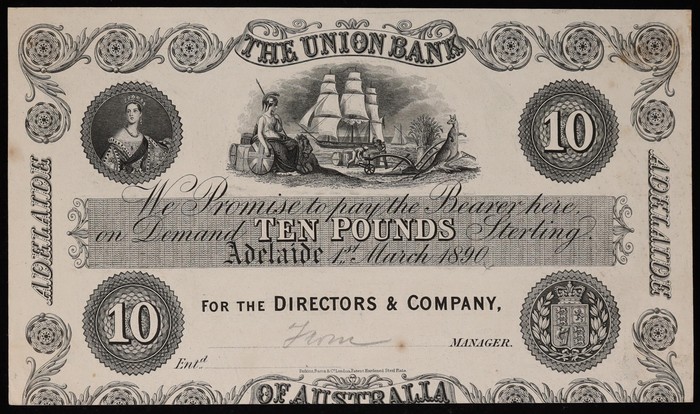 THE UNION BANK
10
We Promise to pay the Bearer here,
on Demand TEN POUNDS Sterling
Adelaide 1st March 1890
ADELAIDE
ADELAIDE
10
FOR THE DIRECTORS & COMPANY,
MANAGER.
Entd
OF AUSTRALIA